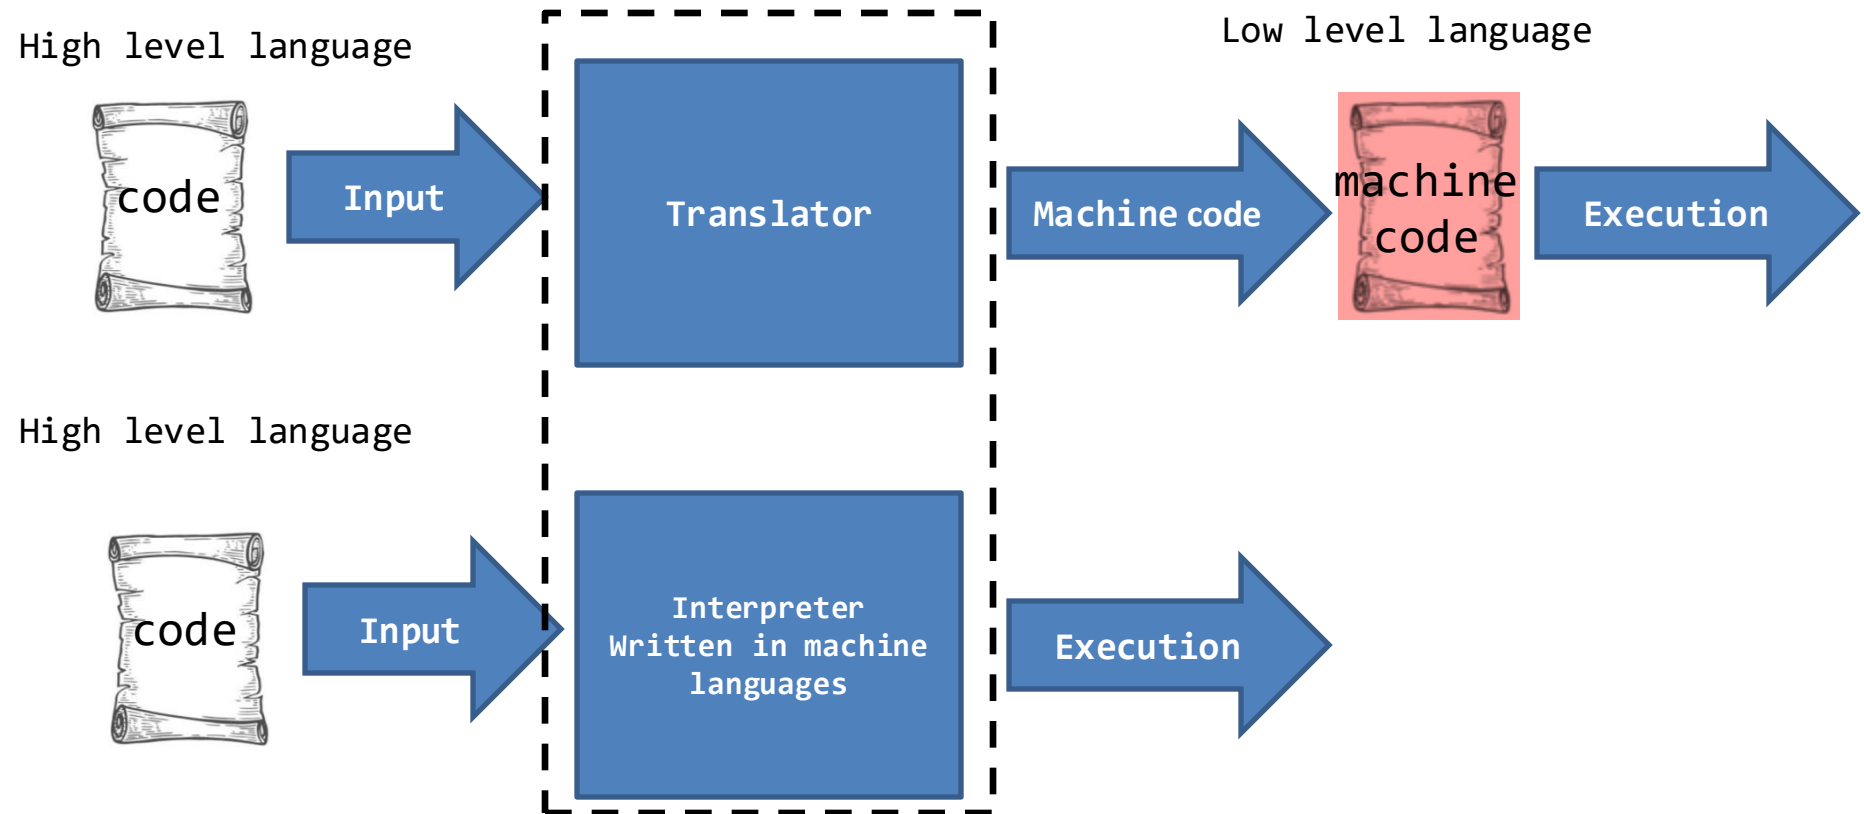 High level language
Low level language
code
Input
Translator
Machine code
machine
code
Execution
High level language
code
Input
Interpreter
Written in machine
languages
Execution